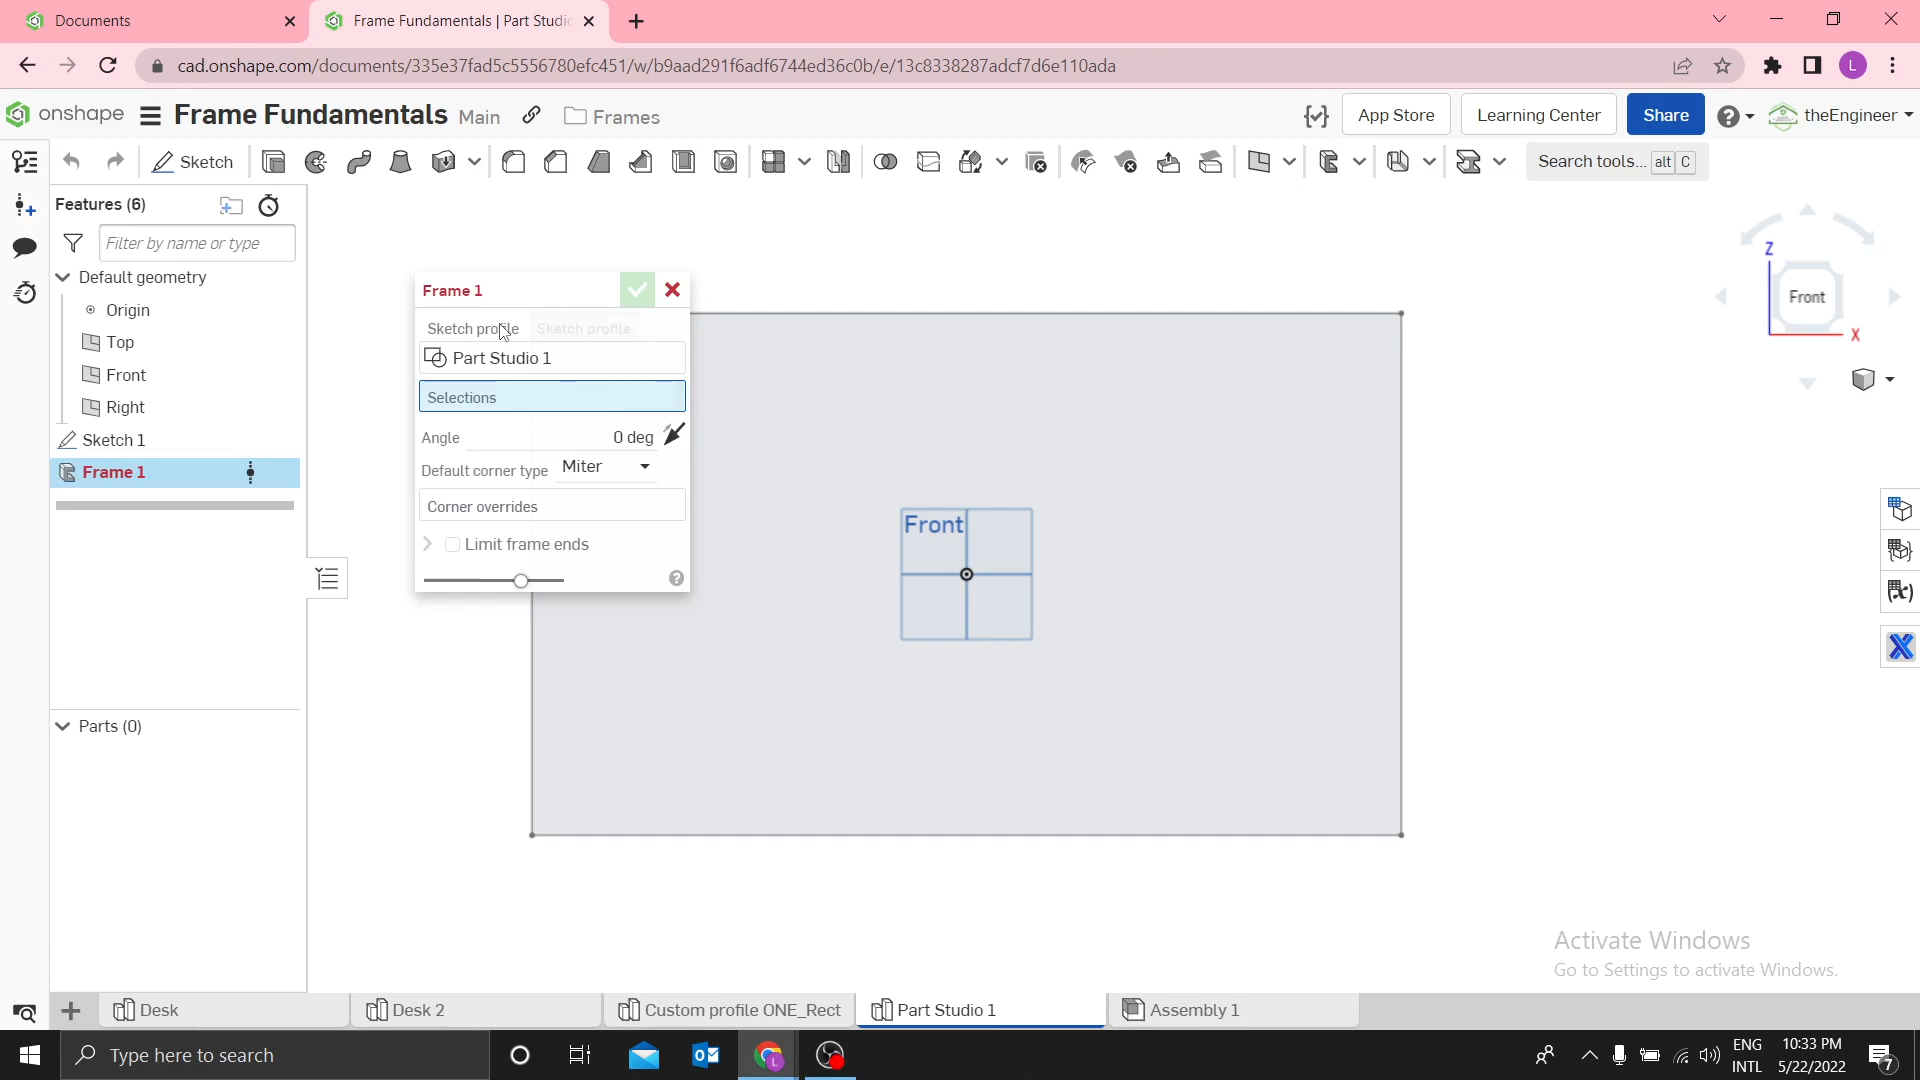 Documents
Frame Fundamentals | Part Studio
cad.onshape.com/documents/335e37fad5c5556780efc451/w/b9aad291f6adf6744ed36c0b/e/13c8338287adcf7d6e110ada
L
onshape
Frame Fundamentals Main
Frames
App Store
Learning Center
Share
theEngineer
Sketch
Search tools... alt C
Features (6)
Filter by name or type
Default geometry
Origin
Top
Front
Right
Sketch 1
Frame 1
Parts (0)
Frame 1
Sketch profile Sketch profile
Part Studio 1
Selections
Angle 0 deg
Default corner type Miter
Corner overrides
Limit frame ends
Front
Z
Front
X
Activate Windows
Go to Settings to activate Windows.
Desk
Desk 2
Custom profile ONE_Rect
Part Studio 1
Assembly 1
Type here to search
ENG
INTL
10:33 PM
5/22/2022
7